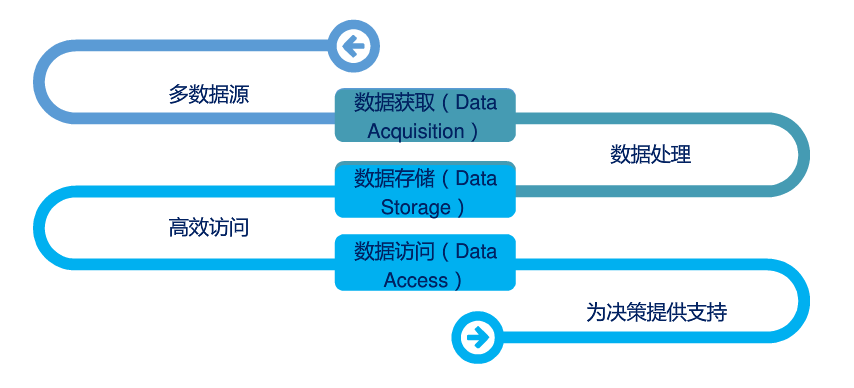 多数据源
数据获取（Data
Acquisition）
数据处理
数据存储（Data
Storage）
高效访问
数据访问（Data
Access）
为决策提供支持